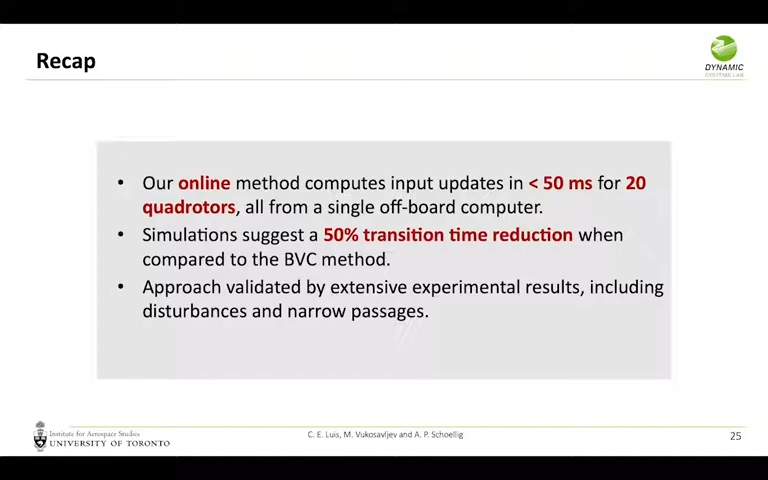 Recap
DYNAMIC
SYSTEMS LAB
• Our online method computes input updates in < 50 ms for 20
quadrotors, all from a single off-board computer.
• Simulations suggest a 50% transition time reduction when
compared to the BVC method.
• Approach validated by extensive experimental results, including
disturbances and narrow passages.
Institute for Aerospace Studies
UNIVERSITY OF TORONTO
C. E. Luis, M. Vukosavljev and A. P. Schoellig
25